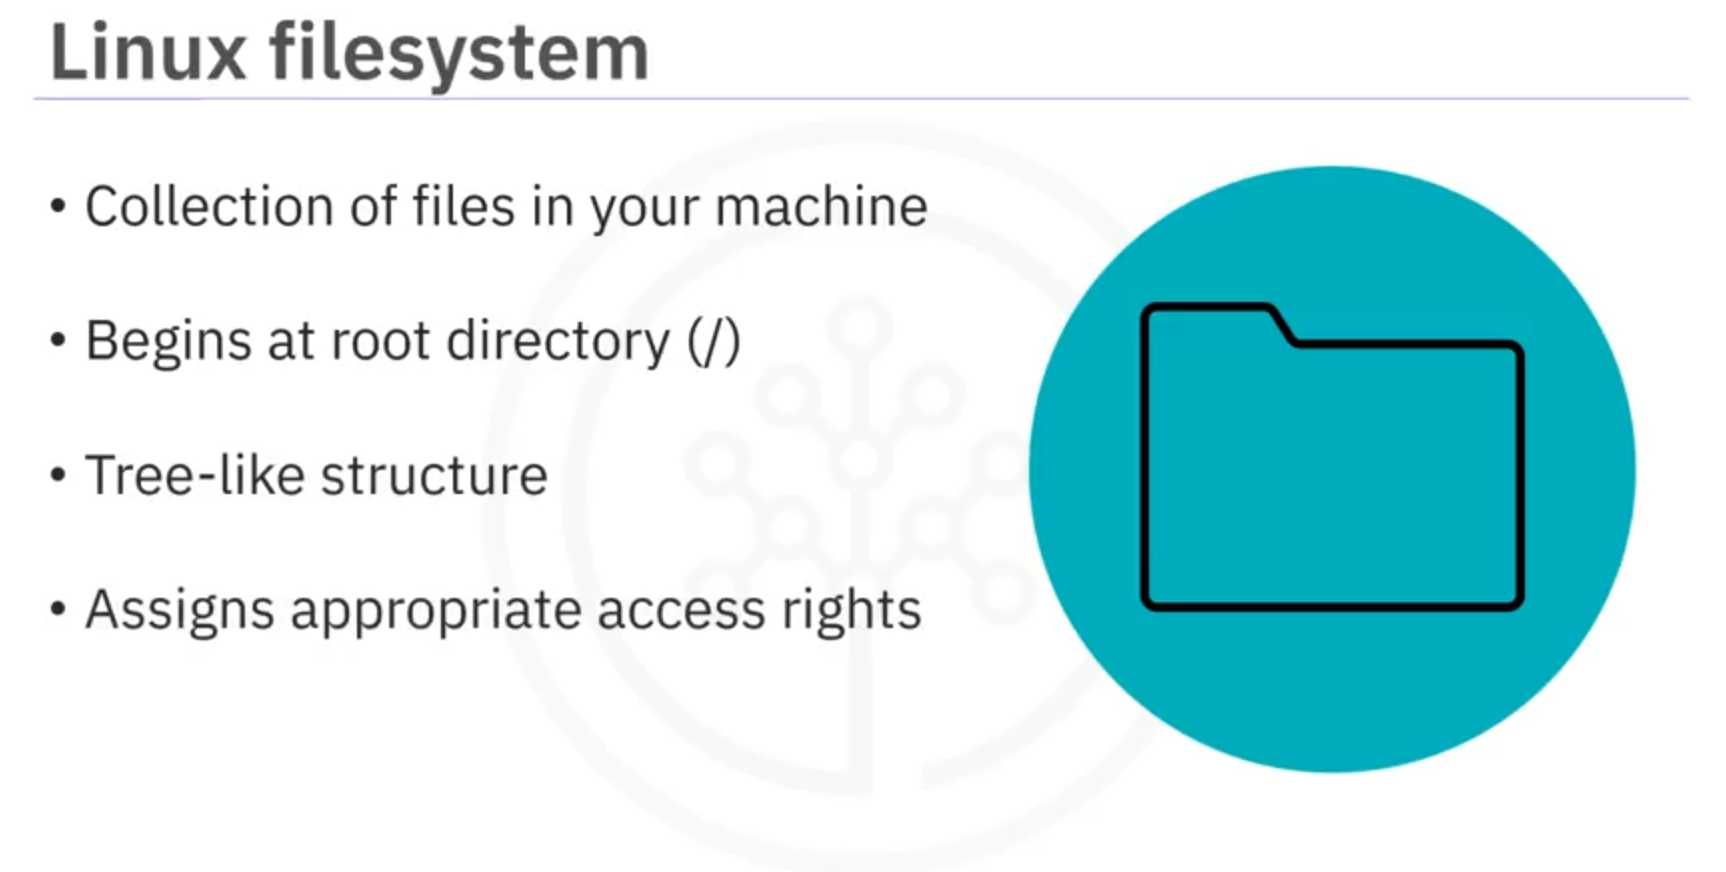 Linux filesystem
• Collection of files in your machine
• Begins at root directory (/)
• Tree-like structure
• Assigns appropriate access rights